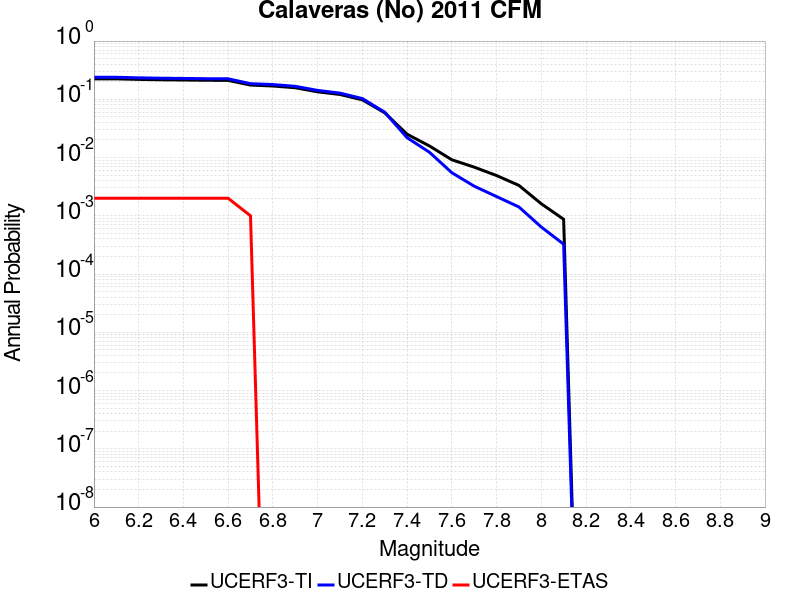 Calaveras (No) 2011 CFM
10^0
10^-1
10^-2
10^-3
10^-4
10^-5
10^-6
10^-7
10^-8
Annual Probability
6 6.2 6.4 6.6 6.8 7 7.2 7.4 7.6 7.8 8 8.2 8.4 8.6 8.8 9
Magnitude
UCERF3-TI UCERF3-TD UCERF3-ETAS